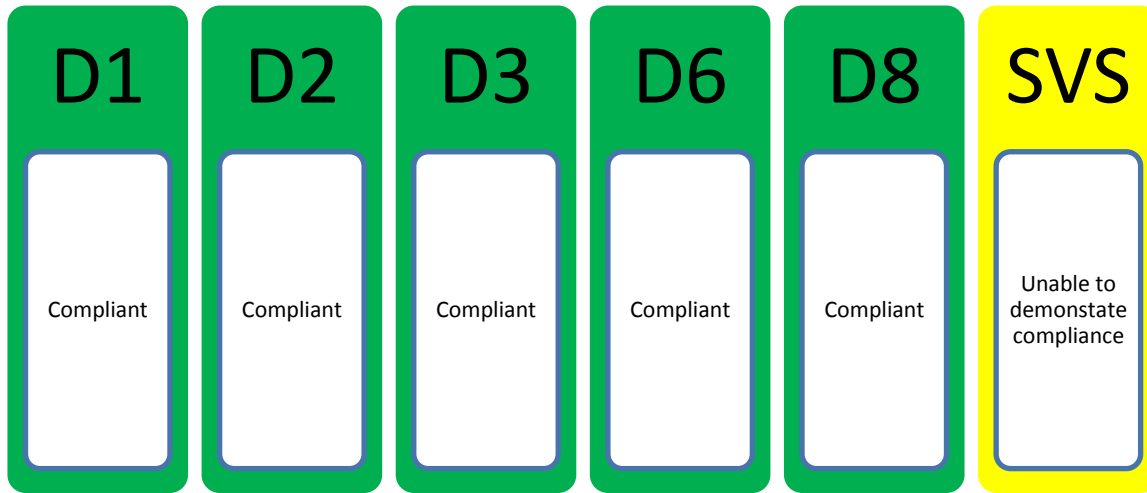 D1
Compliant
D2
Compliant
D3
Compliant
D6
Compliant
D8
Compliant
SVS
Unable to
demonstate
compliance